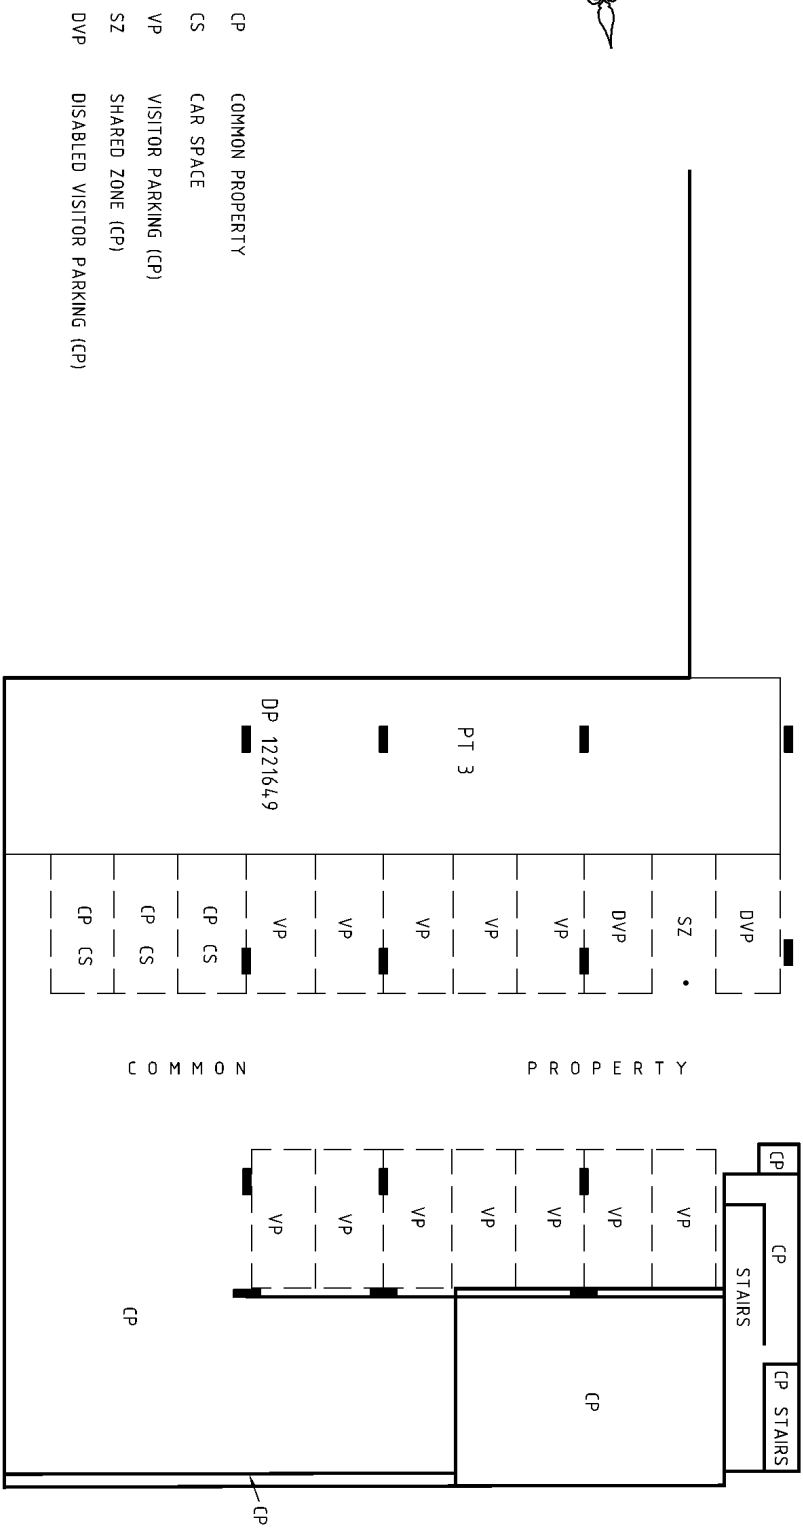 CP COMMON PROPERTY
CS CAR SPACE
VP VISITOR PARKING (CP)
SZ SHARED ZONE (CP)
DVP DISABLED VISITOR PARKING (CP)
PT 3
DP 1221649
DVP
SZ
DVP
VP
VP
VP
VP
VP
CP CS
CP CS
CP CS
COMMON PROPERTY
VP
VP
VP
VP
VP
VP
VP
CP
CP
STAIRS
CP STAIRS
CP
CP
CP